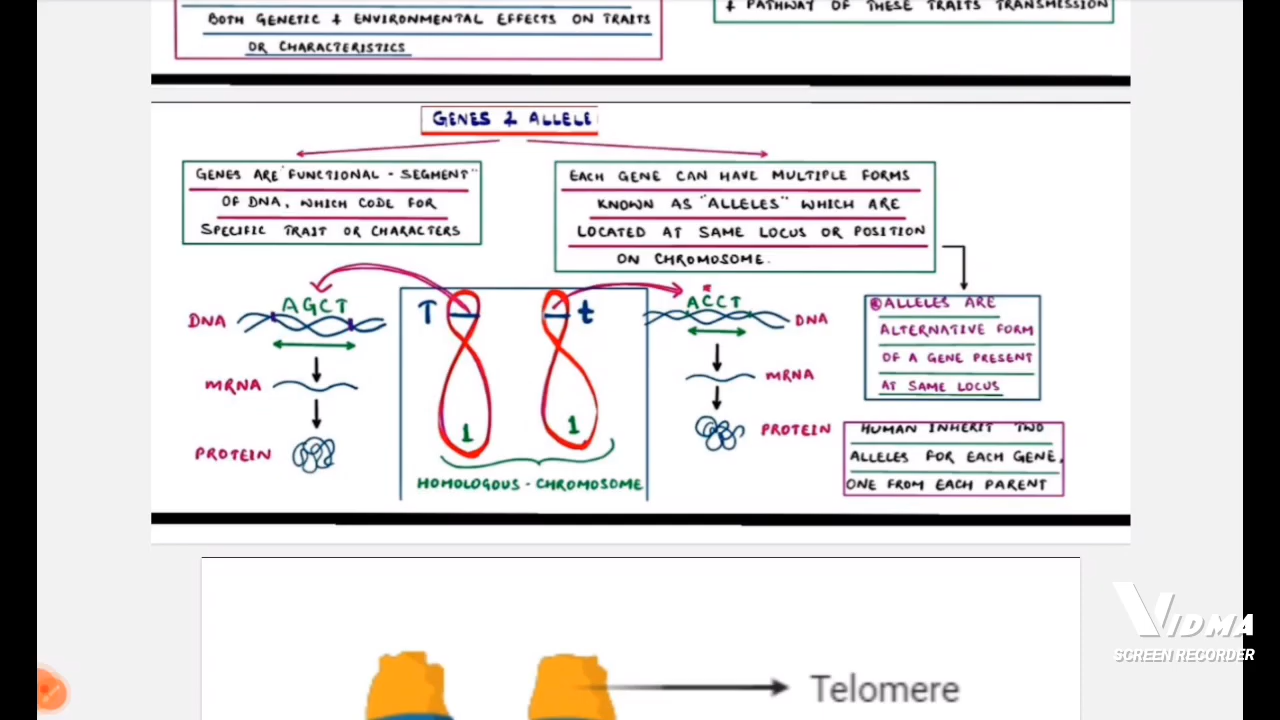 BOTH GENETIC & ENVIRONMENTAL EFFECTS ON TRAITS
OR CHARACTERISTICS
& PATHWAY OF THESE TRAITS TRANSMISSION
GENES & ALLELE
GENES ARE "FUNCTIONAL - SEGMENT"
OF DNA, WHICH CODE FOR
SPECIFIC TRAIT OR CHARACTERS
EACH GENE CAN HAVE MULTIPLE FORMS
KNOWN AS "ALLELES" WHICH ARE
LOCATED AT SAME LOCUS OR POSITION
ON CHROMOSOME.
AGCT
DNA
MRNA
PROTEIN
T
t
1
1
HOMOLOGOUS - CHROMOSOME
*
ACCT
DNA
MRNA
PROTEIN
ALLELES ARE
ALTERNATIVE FORM
OF A GENE PRESENT
AT SAME LOCUS
HUMAN INHERIT TWO
ALLELES FOR EACH GENE,
ONE FROM EACH PARENT
Telomere
VIDMA
SCREEN RECORDER